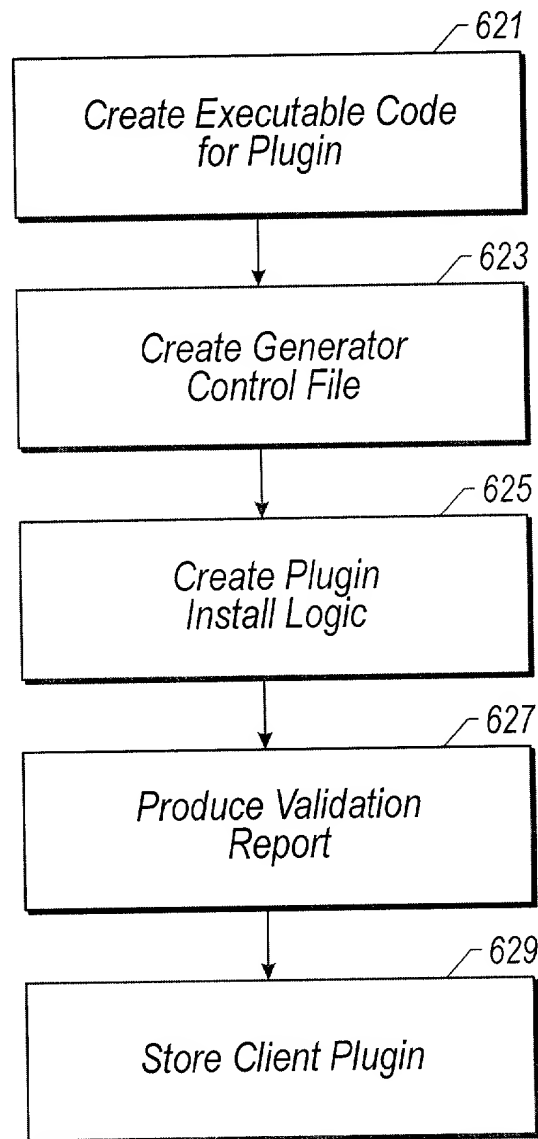 621
Create Executable Code
for Plugin
623
Create Generator
Control File
625
Create Plugin
Install Logic
627
Produce Validation
Report
629
Store Client Plugin